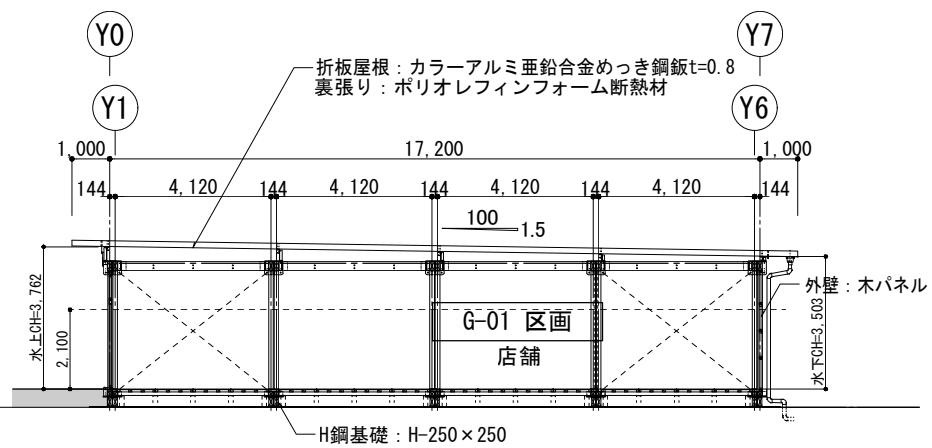 Y0
Y7
折板屋根：カラーアルミ亜鉛合金めっき鋼鈑t=0.8
裏張り：ポリオレフィンフォーム断熱材
Y1
Y6
1,000
17,200
1,000
144
4,120
144
4,120
144
4,120
144
4,120
144
100
1.5
水上CH=3,762
2,100
G-01 区画
店舗
外壁：木パネル
水下CH=3,503
H鋼基礎：H-250×250